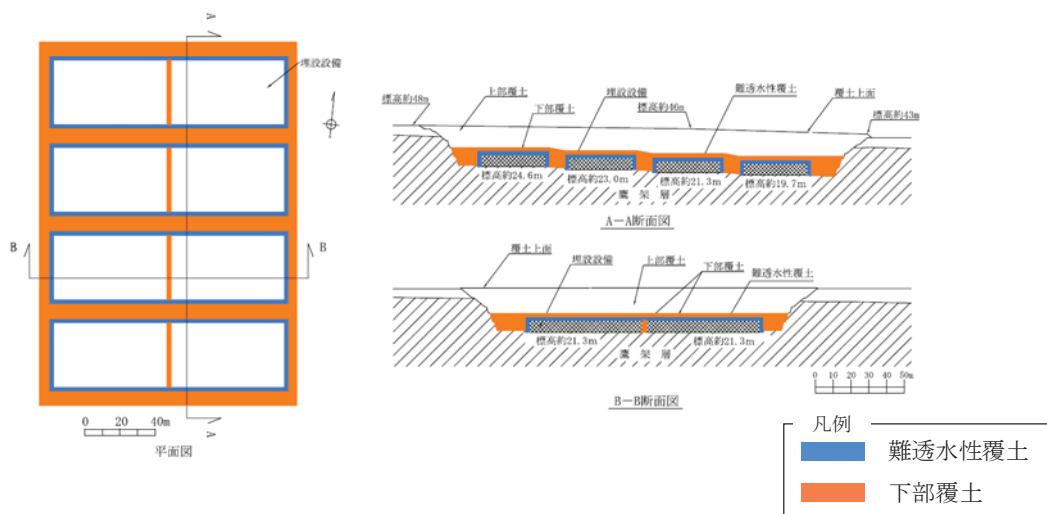 A
埋設設備
B
B
A
0 20 40m
平面図
標高約48m
上部覆土
下部覆土
埋設設備
標高約46m
難透水性覆土
覆土上面
標高約43m
標高約24.6m
標高約23.0m
標高約21.3m
標高約19.7m
鷹架層
A－A断面図
覆土上面
埋設設備
上部覆土
下部覆土
難透水性覆土
標高約21.3m
標高約21.3m
鷹架層
0 10 20 30 40 50m
B－B断面図
凡例
難透水性覆土
下部覆土